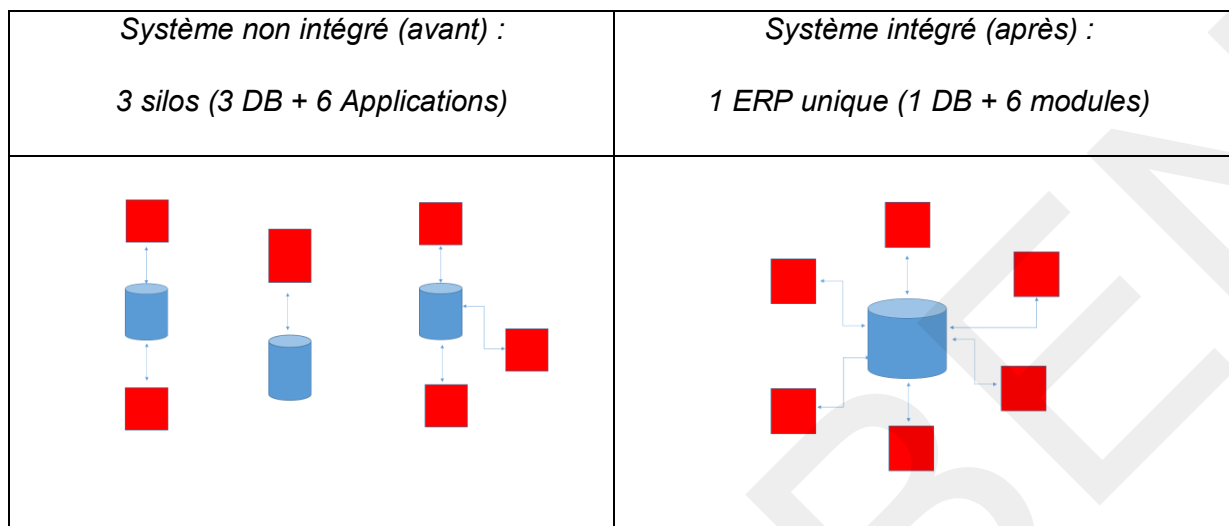 Système non intégré (avant) :
3 silos (3 DB + 6 Applications)
Système intégré (après) :
1 ERP unique (1 DB + 6 modules)